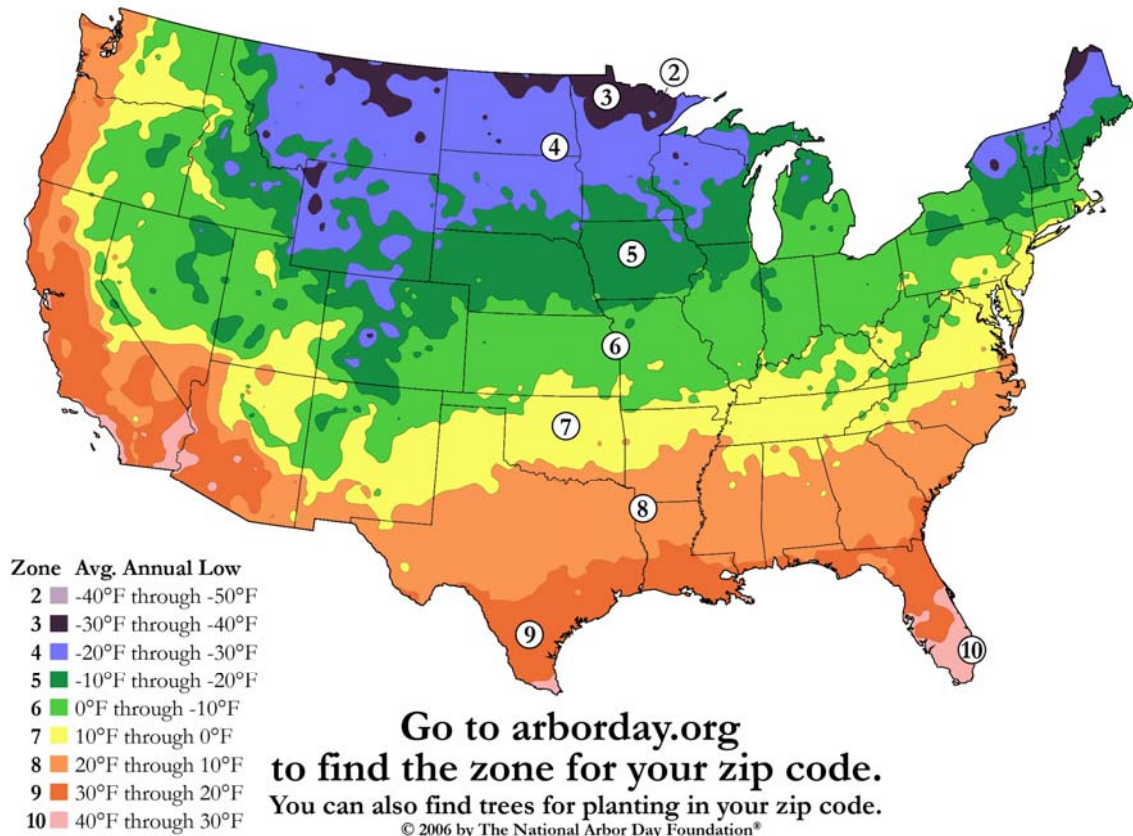 2
3
4
5
6
7
8
9
10
Zone Avg. Annual Low
2 -40°F through -50°F
3 -30°F through -40°F
4 -20°F through -30°F
5 -10°F through -20°F
6 0°F through -10°F
7 10°F through 0°F
8 20°F through 10°F
9 30°F through 20°F
10 40°F through 30°F
Go to arborday.org
to find the zone for your zip code.
You can also find trees for planting in your zip code.
© 2006 by The National Arbor Day Foundation®